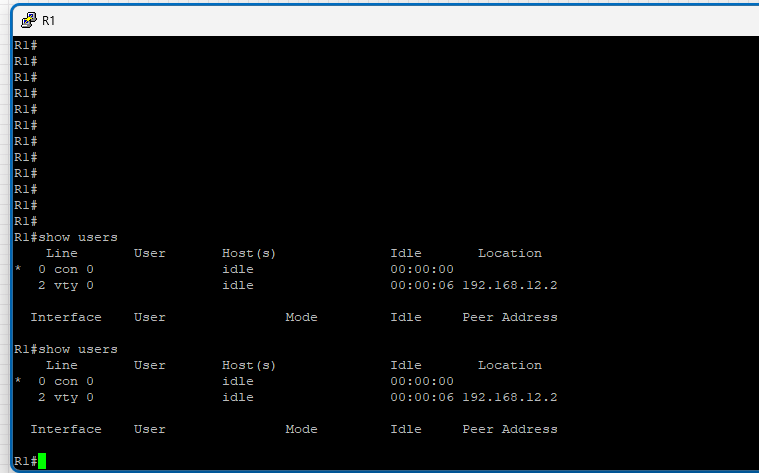 R1
R1#
R1#
R1#
R1#
R1#
R1#
R1#
R1#
R1#
R1#
R1#
R1#
R1#show users
    Line       User       Host(s)              Idle       Location
*  0 con 0                idle                 00:00:00
   2 vty 0                idle                 00:00:06 192.168.12.2
  Interface    User               Mode         Idle     Peer Address
R1#show users
    Line       User       Host(s)              Idle       Location
*  0 con 0                idle                 00:00:00
   2 vty 0                idle                 00:00:06 192.168.12.2
  Interface    User               Mode         Idle     Peer Address
R1#